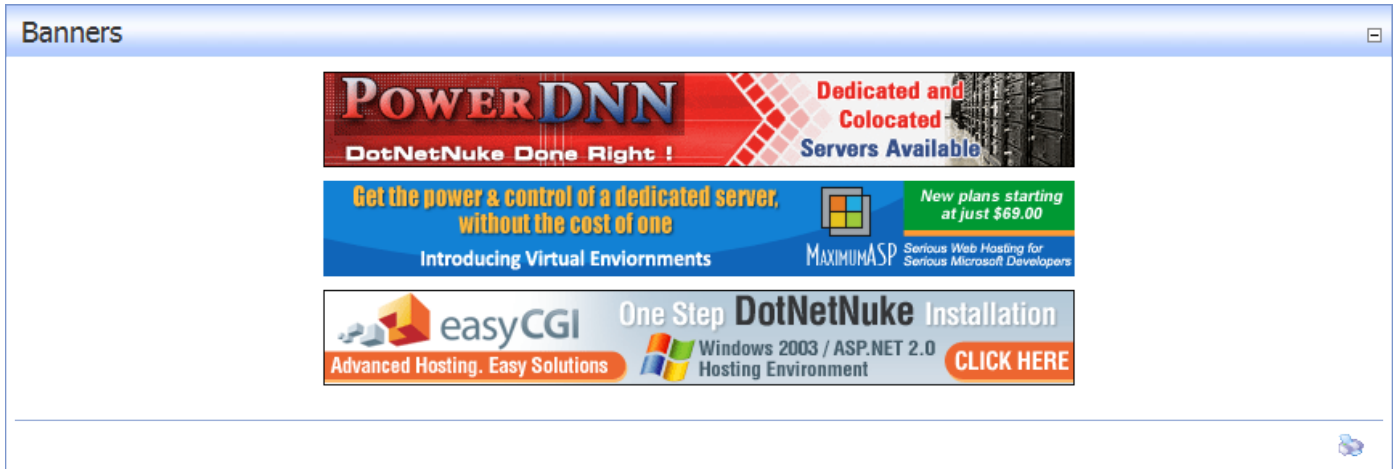 Banners
POWERDNN
DotNetNuke Done Right !
Dedicated and
Colocated
Servers Available
Get the power & control of a dedicated server,
without the cost of one
Introducing Virtual Enviornments
MAXIMUMASP
New plans starting
at just $69.00
Serious Web Hosting for
Serious Microsoft Developers
easyCGI
Advanced Hosting. Easy Solutions
One Step DotNetNuke Installation
Windows 2003 / ASP.NET 2.0
Hosting Environment
CLICK HERE